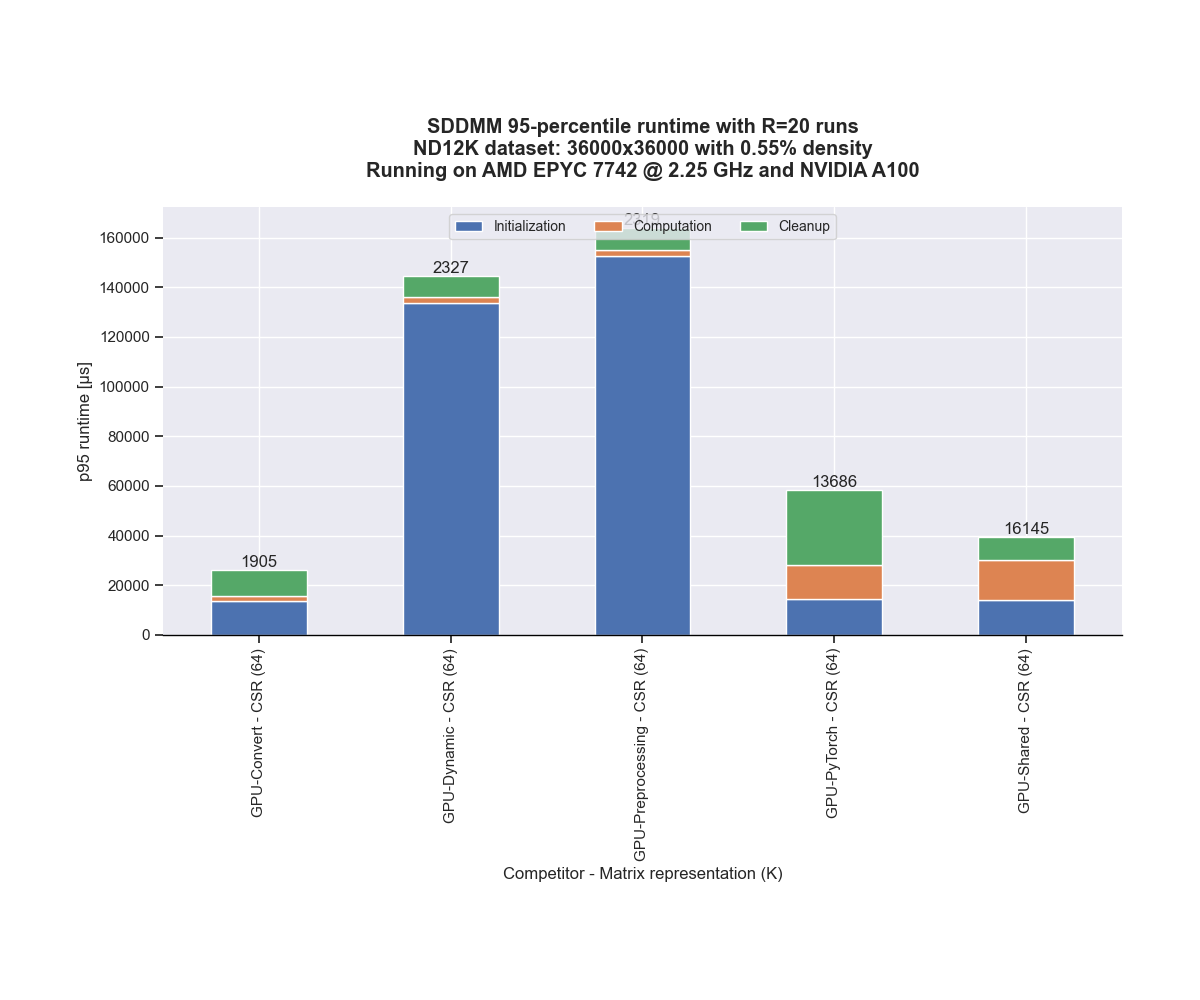 SDDMM 95-percentile runtime with R=20 runs
ND12K dataset: 36000x36000 with 0.55% density
Running on AMD EPYC 7742 @ 2.25 GHz and NVIDIA A100
2319
Initialization Computation Cleanup
160000
140000
120000
100000
80000
60000
40000
20000
0
p95 runtime [µs]
1905
2327
13686
16145
GPU-Convert - CSR (64)
GPU-Dynamic - CSR (64)
GPU-Preprocessing - CSR (64)
GPU-PyTorch - CSR (64)
GPU-Shared - CSR (64)
Competitor - Matrix representation (K)